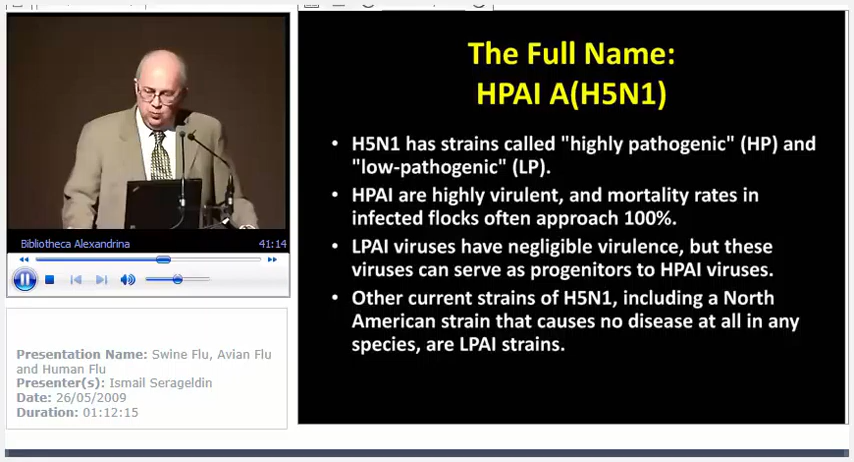 The Full Name:
HPAI A(H5N1)
• H5N1 has strains called "highly pathogenic" (HP) and
"low-pathogenic" (LP).
• HPAI are highly virulent, and mortality rates in
infected flocks often approach 100%.
• LPAI viruses have negligible virulence, but these
viruses can serve as progenitors to HPAI viruses.
• Other current strains of H5N1, including a North
American strain that causes no disease at all in any
species, are LPAI strains.
Bibliotheca Alexandrina 41:14
Presentation Name: Swine Flu, Avian Flu
and Human Flu
Presenter(s): Ismail Serageldin
Date: 26/05/2009
Duration: 01:12:15